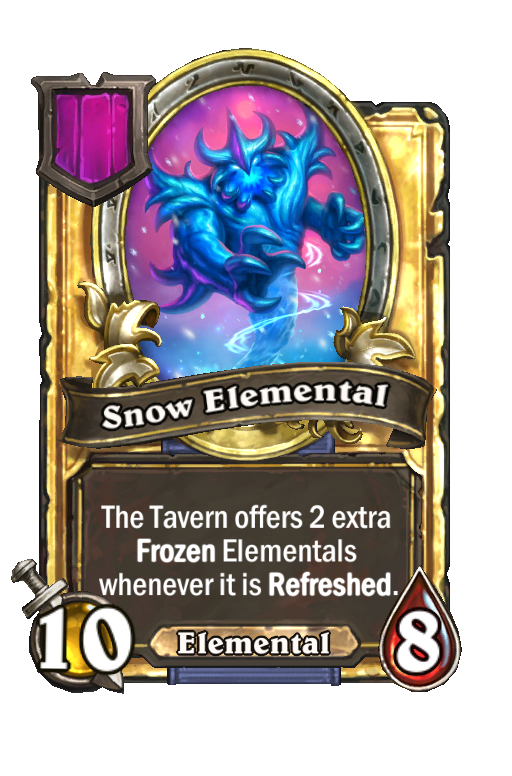 Snow Elemental
The Tavern offers 2 extra
Frozen Elementals
whenever it is Refreshed.
10
Elemental
8